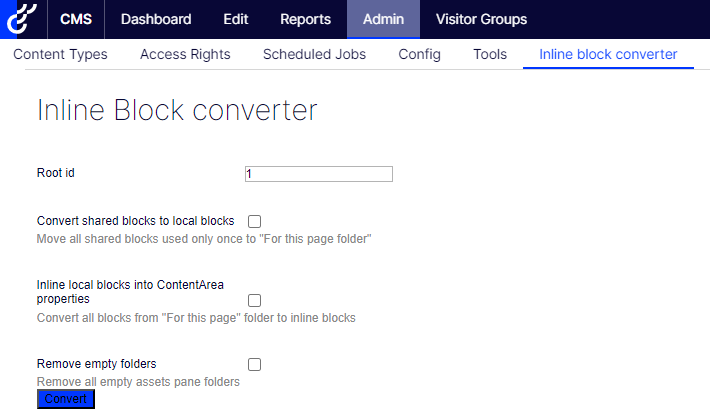 CMS Dashboard Edit Reports Admin Visitor Groups
Content Types Access Rights Scheduled Jobs Config Tools Inline block converter
Inline Block converter
Root id 1
Convert shared blocks to local blocks
Move all shared blocks used only once to "For this page folder"
Inline local blocks into ContentArea
properties
Convert all blocks from "For this page" folder to inline blocks
Remove empty folders
Remove all empty assets pane folders
Convert